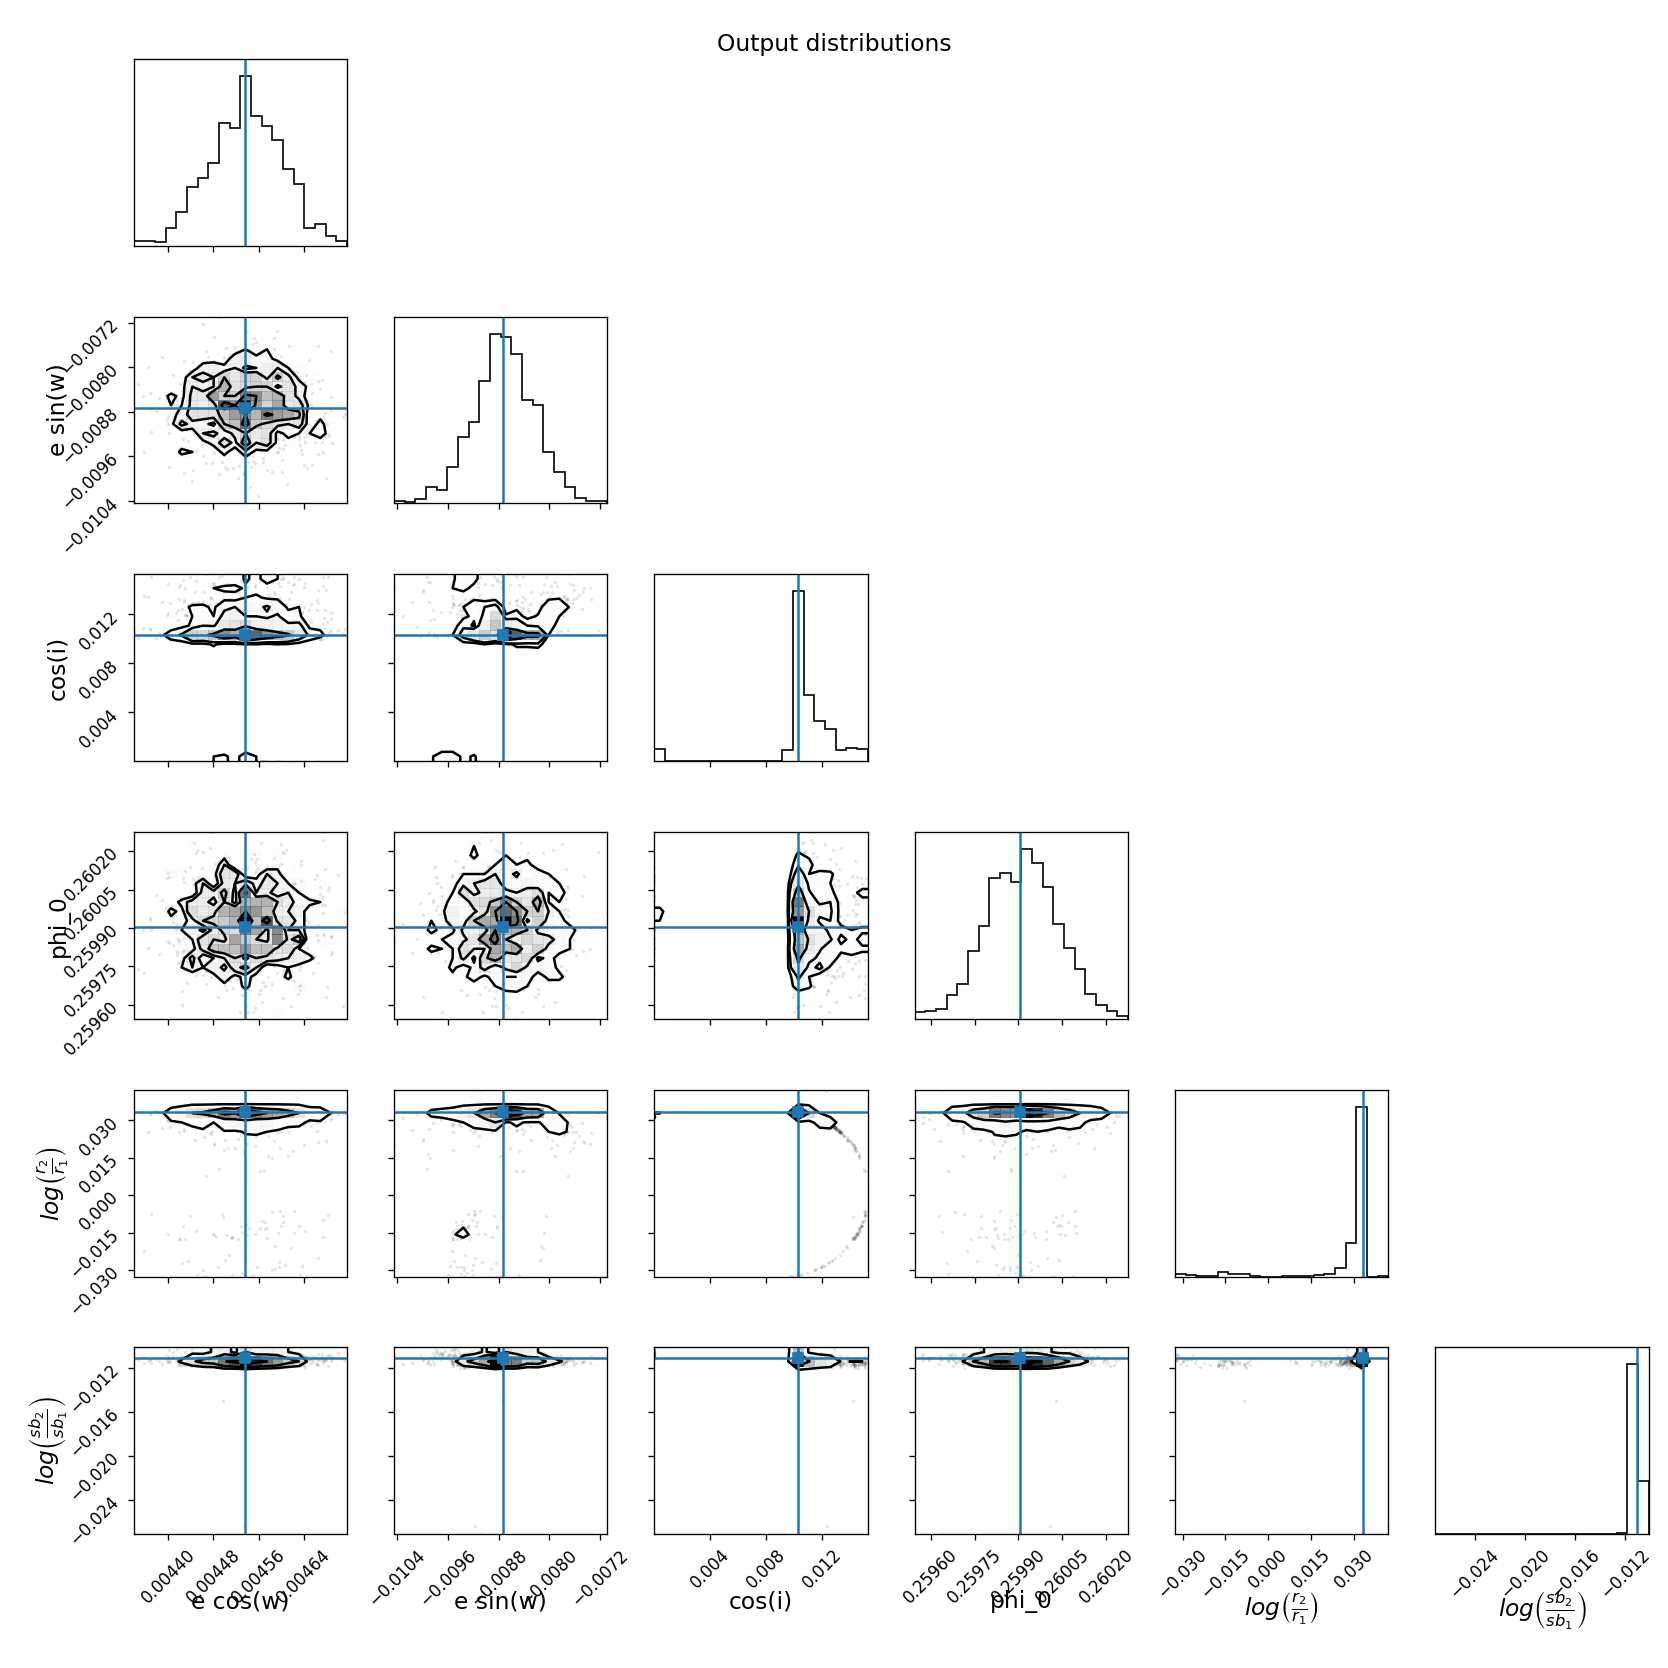 Output distributions
e sin(w)
−0.0072
−0.0080
−0.0088
−0.0096
−0.0104
cos(i)
0.012
0.008
0.004
phi_0
0.26020
0.26005
0.25990
0.25975
0.25960
log(r2/r1)
0.030
0.015
0.000
−0.015
−0.030
log(sb2/sb1)
−0.012
−0.016
−0.020
−0.024
0.00440 0.00448 0.00456 0.00464
−0.0104 −0.0096 −0.0088 −0.0080 −0.0072
0.004 0.008 0.012
0.25960 0.25975 0.25990 0.26005 0.26020
−0.030 −0.015 0.000 0.015 0.030
−0.024 −0.020 −0.016 −0.012
e cos(w) e sin(w) cos(i) phi_0 log(r2/r1) log(sb2/sb1)